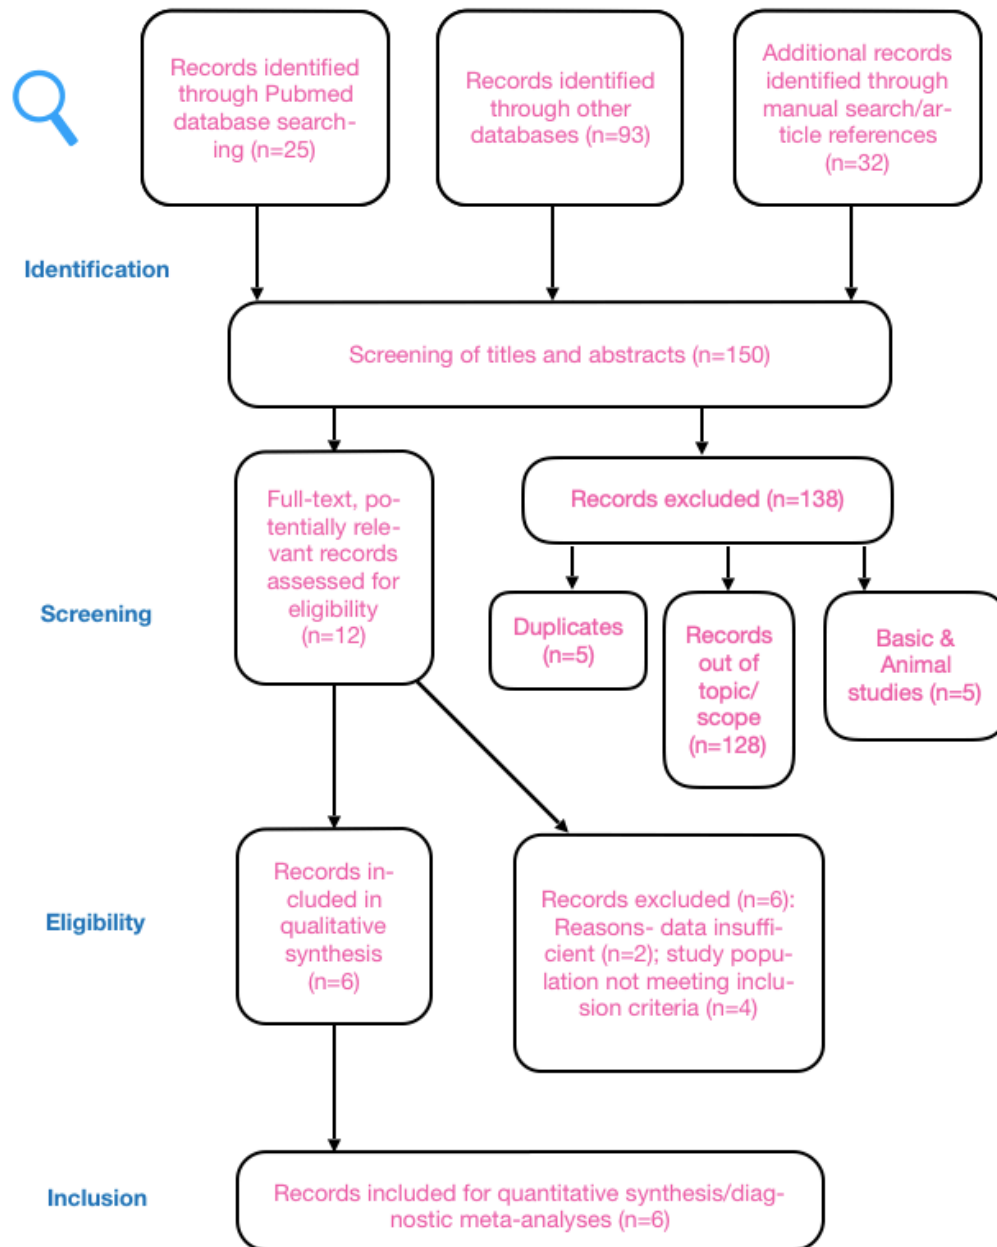 Records identified
through Pubmed
database search-
ing (n=25)
Records identified
through other
databases (n=93)
Additional records
identified through
manual search/ar-
ticle references
(n=32)
Identification
Screening of titles and abstracts (n=150)
Full-text, po-
tentially rele-
vant records
assessed for
eligibility
(n=12)
Records excluded (n=138)
Screening
Duplicates
(n=5)
Records
out of
topic/
scope
(n=128)
Basic &
Animal
studies (n=5)
Eligibility
Records in-
cluded in
qualitative
synthesis
(n=6)
Records excluded (n=6):
Reasons- data insuffi-
cient (n=2); study popu-
lation not meeting inclu-
sion criteria (n=4)
Inclusion
Records included for quantitative synthesis/diag-
nostic meta-analyses (n=6)